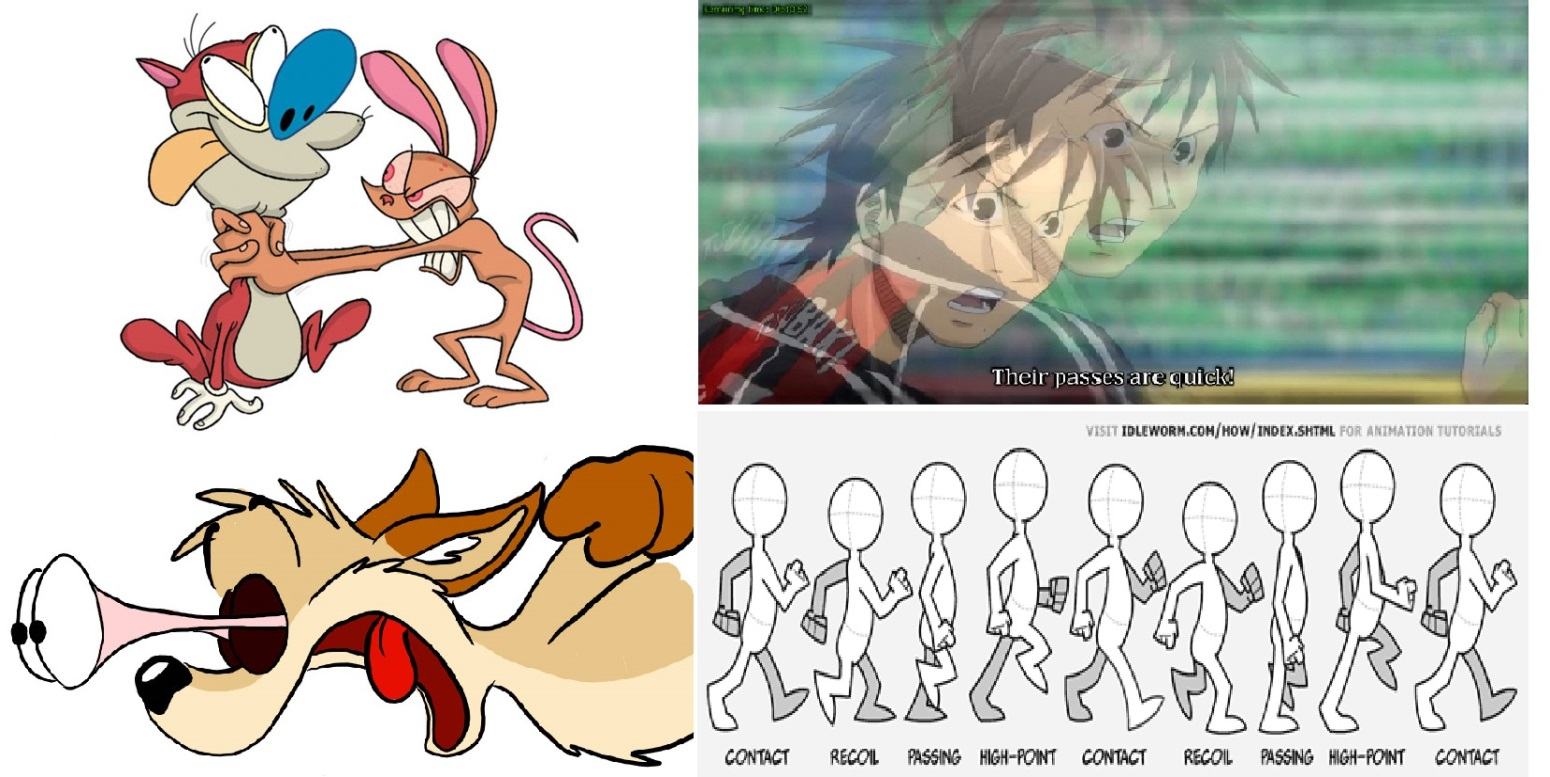 Their passes are quick!
VISIT IDLEWORM.COM/HOW/INDEX.SHTML FOR ANIMATION TUTORIALS
CONTACT RECOIL PASSING HIGH-POINT CONTACT RECOIL PASSING HIGH-POINT CONTACT